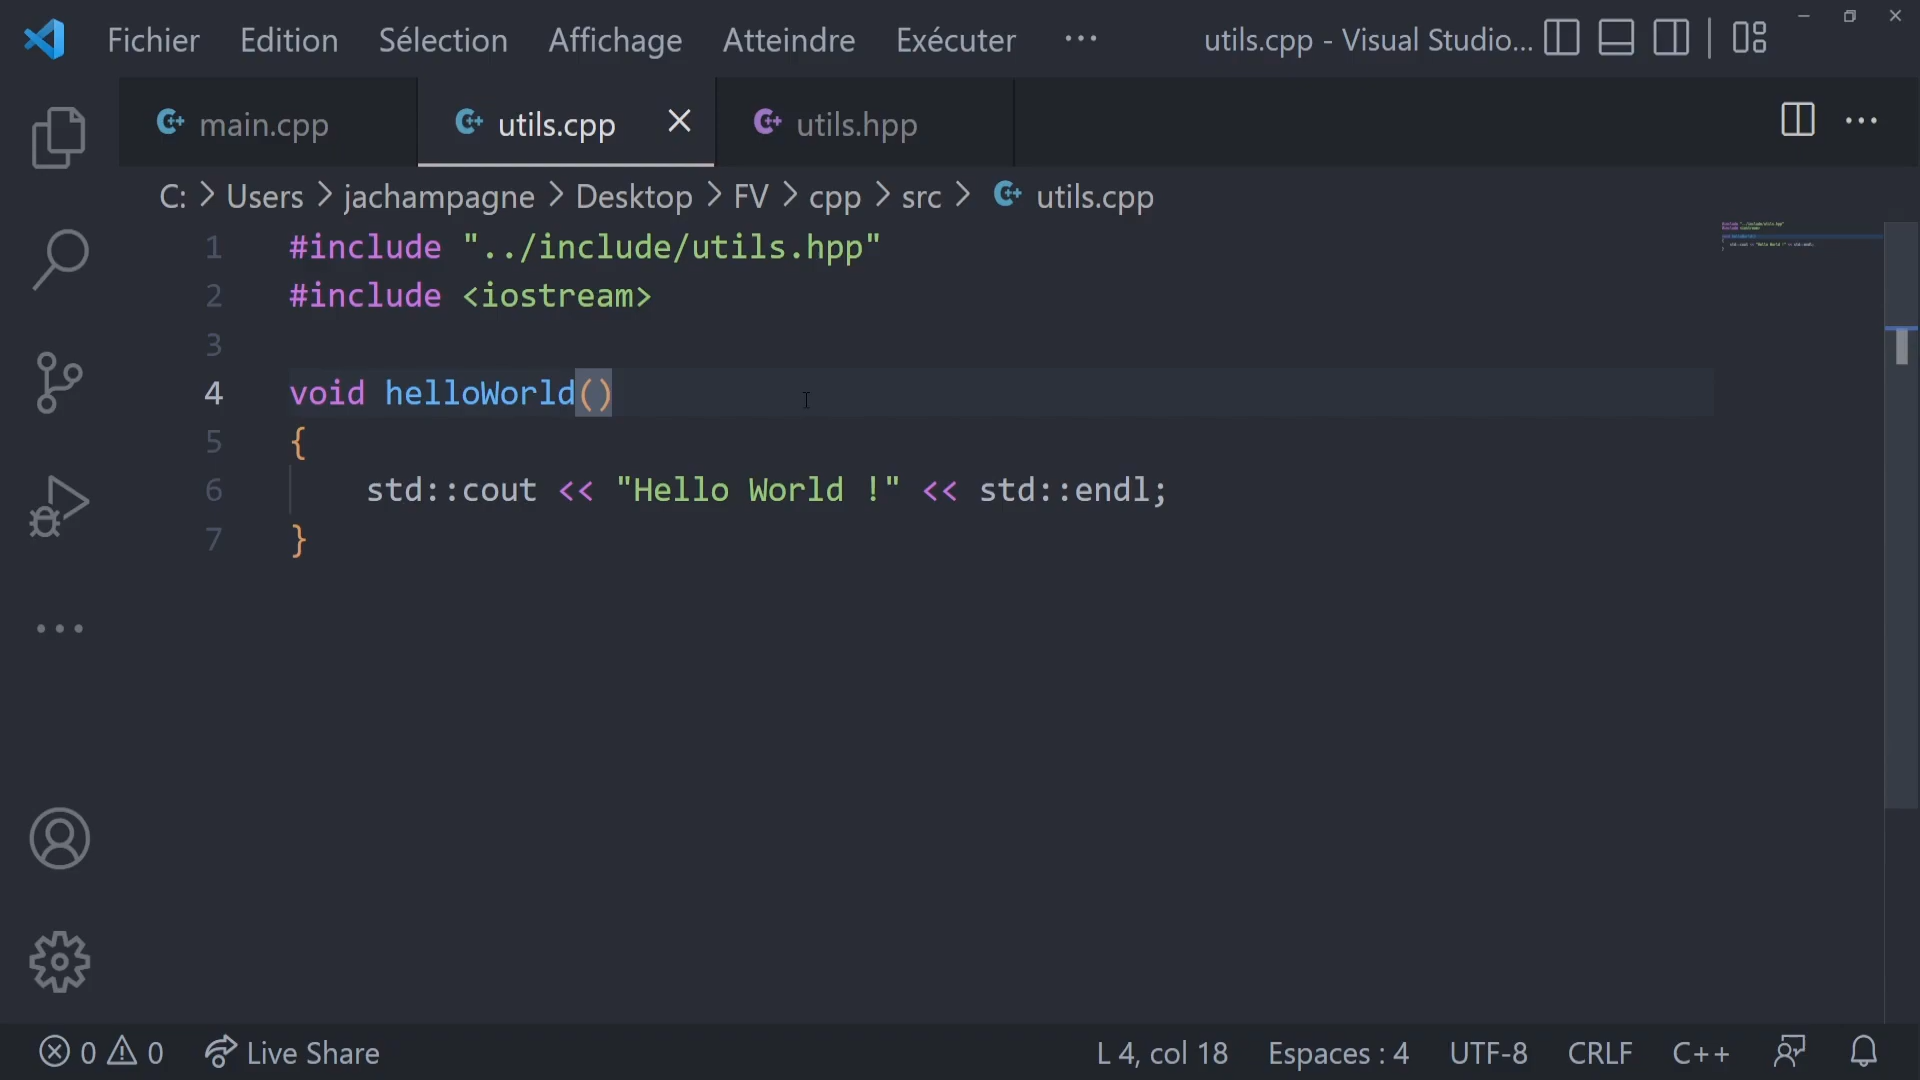 Fichier Edition Sélection Affichage Atteindre Exécuter ... utils.cpp - Visual Studio...
main.cpp utils.cpp utils.hpp
C: > Users > jachampagne > Desktop > FV > cpp > src > utils.cpp
1 #include "../include/utils.hpp"
2 #include <iostream>
3
4 void helloWorld()
5 {
6 std::cout << "Hello World !" << std::endl;
7 }
0 0 Live Share L 4, col 18 Espaces : 4 UTF-8 CRLF C++